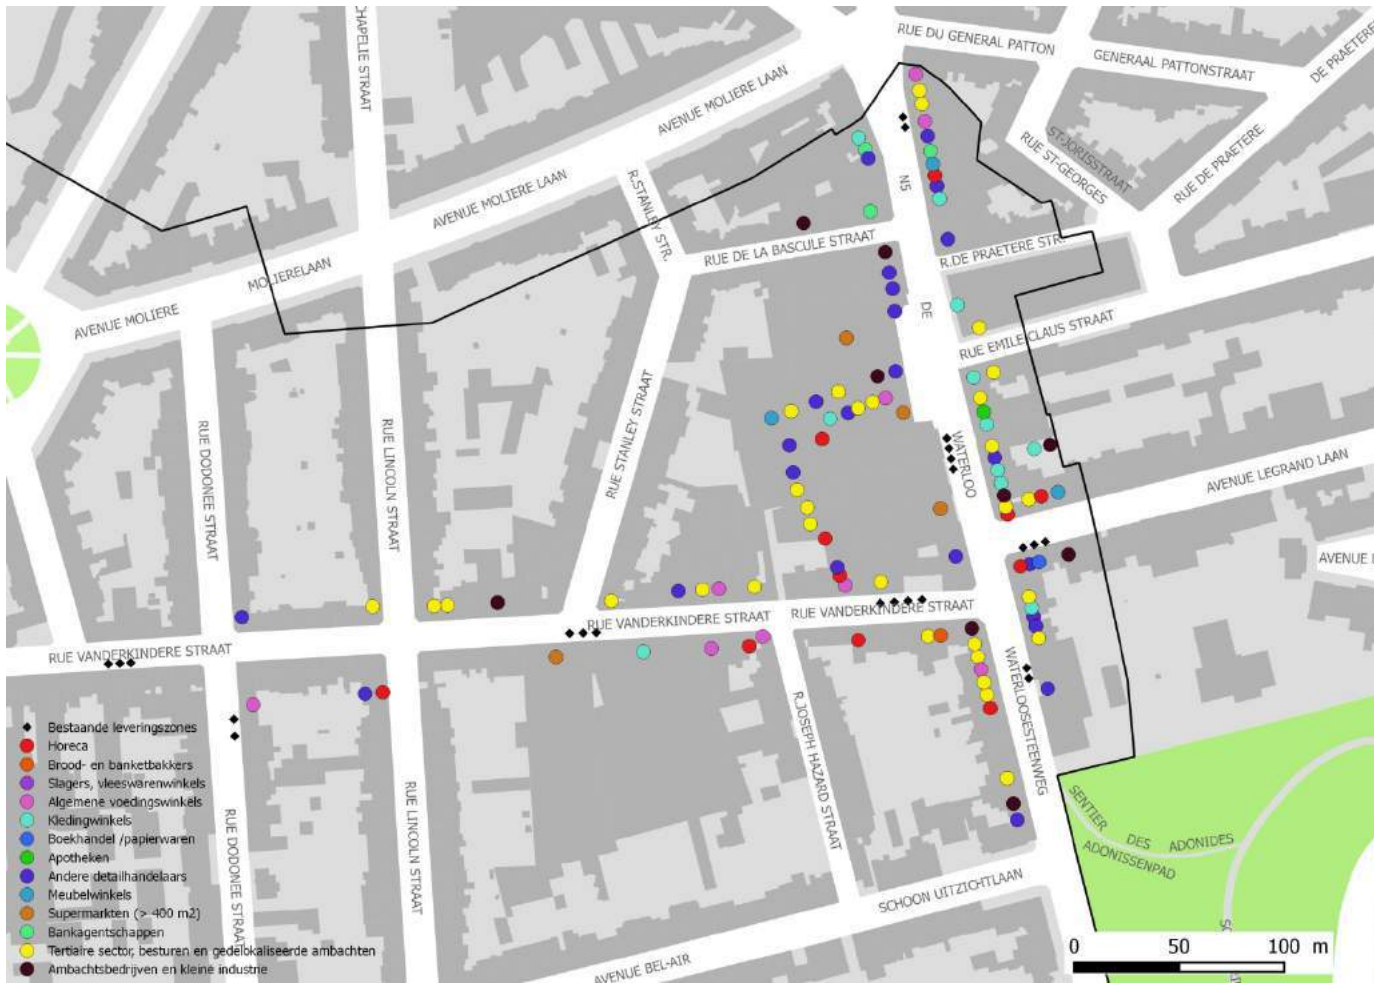 CHAPELIE STRAAT
RUE DU GENERAL PATTON
GENERAAL PATTONSTRAAT
DE PRAETERE
AVENUE MOLIERE LAAN
ST-JORISSTRAAT
RUE ST-GEORGES
RUE DE PRAETERE
N5
AVENUE MOLIERE LAAN
R.STANLEY STR.
RUE DE LA BASCULE STRAAT
R.DE PRAETERE STR.
MOLIERELAAN
AVENUE MOLIERE
DE
RUE EMILE CLAUS STRAAT
RUE STANLEY STRAAT
RUE DODONEE STRAAT
RUE LINCOLN STRAAT
WATERLOO
AVENUE LEGRAND LAAN
AVENUE
RUE VANDERKINDERE STRAAT
RUE VANDERKINDERE STRAAT
RUE VANDERKINDERE STRAAT
WATERLOOSESTEENWEG
R.JOSEPH HAZARD STRAAT
RUE DODONEE STRAAT
RUE LINCOLN STRAAT
SENTIER DES ADONIDES
ADONISSENPAD
SCHOON UITZICHTLAAN
AVENUE BEL-AIR
Bestaande leveringszones
Horeca
Brood- en banketbakkers
Slagers, vleeswarenwinkels
Algemene voedingswinkels
Kledingwinkels
Boekhandel /papierwaren
Apotheken
Andere detailhandelaars
Meubelwinkels
Supermarkten (> 400 m2)
Bankagentschappen
Tertiaire sector, besturen en gedelokaliseerde ambachten
Ambachtsbedrijven en kleine industrie
0 50 100 m